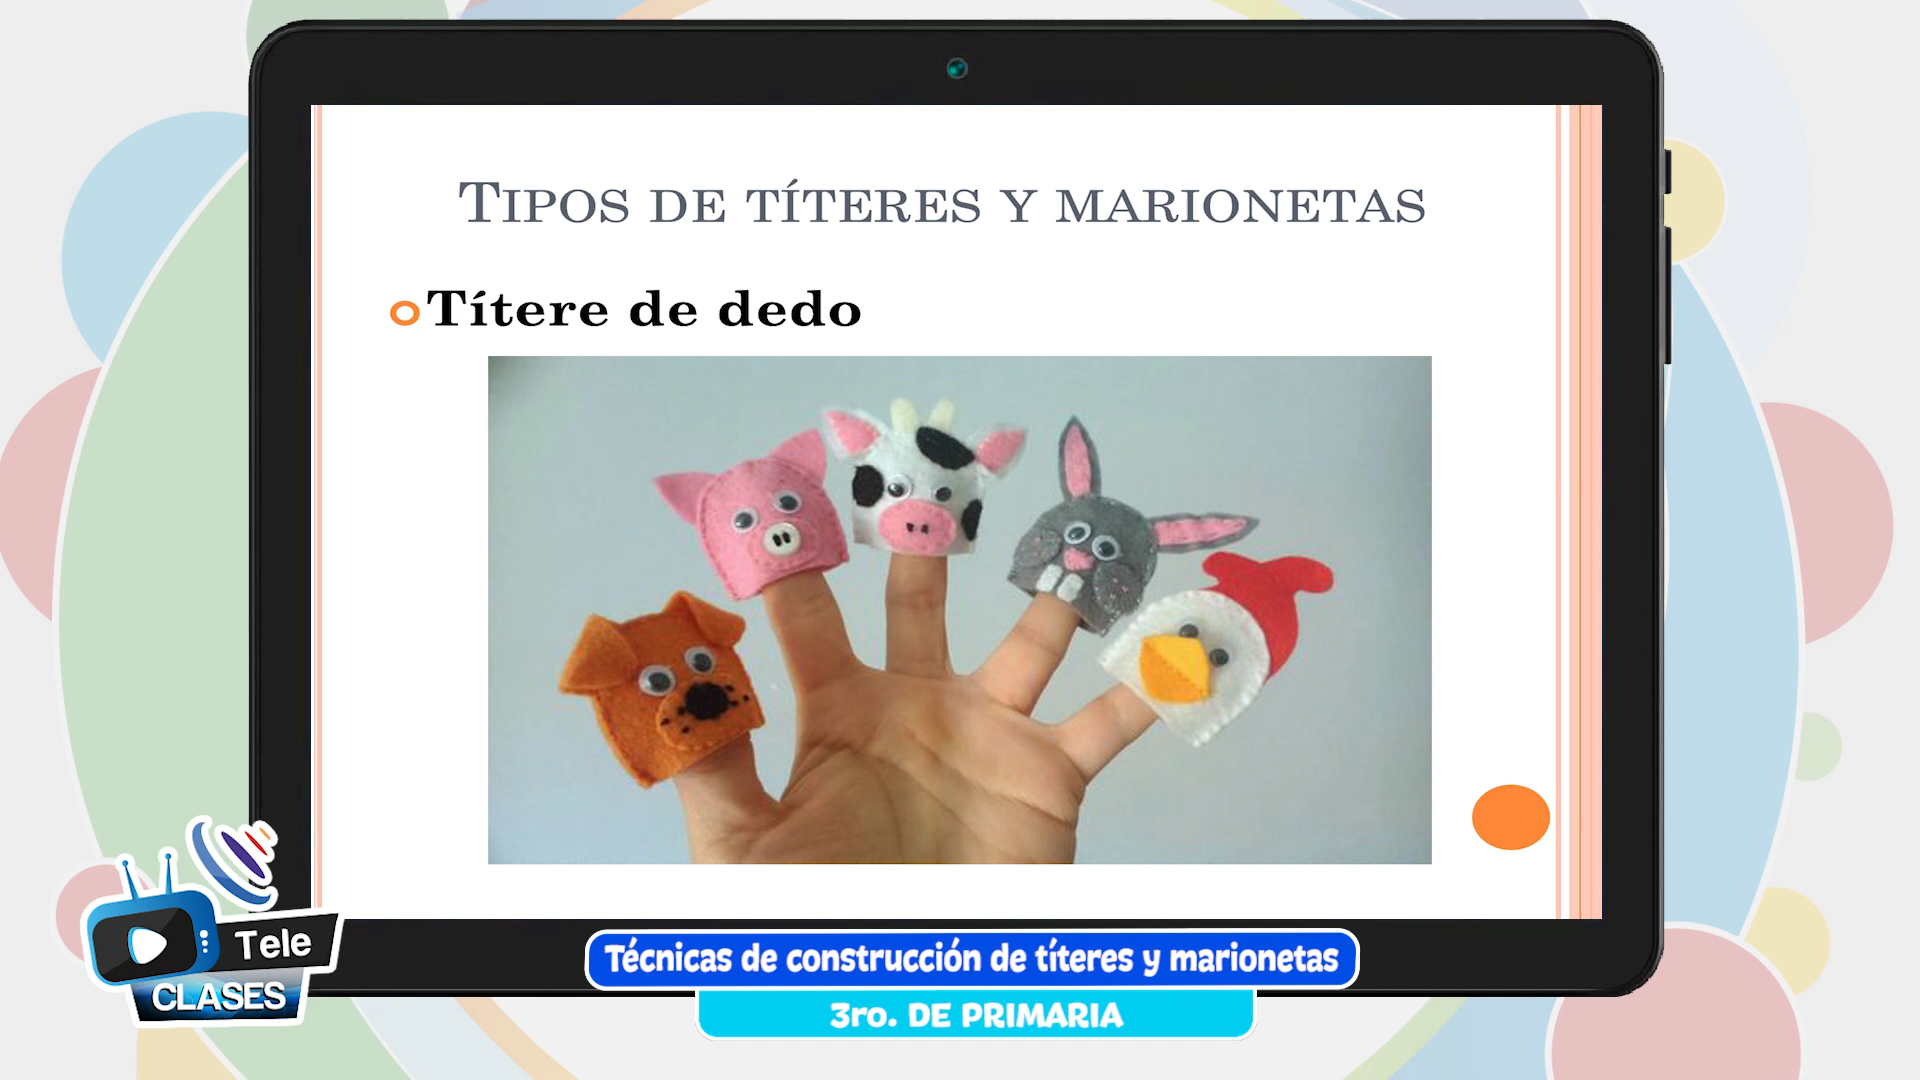 TIPOS DE TÍTERES Y MARIONETAS
Títere de dedo
Tele
CLASES
Técnicas de construcción de títeres y marionetas
3ro. DE PRIMARIA